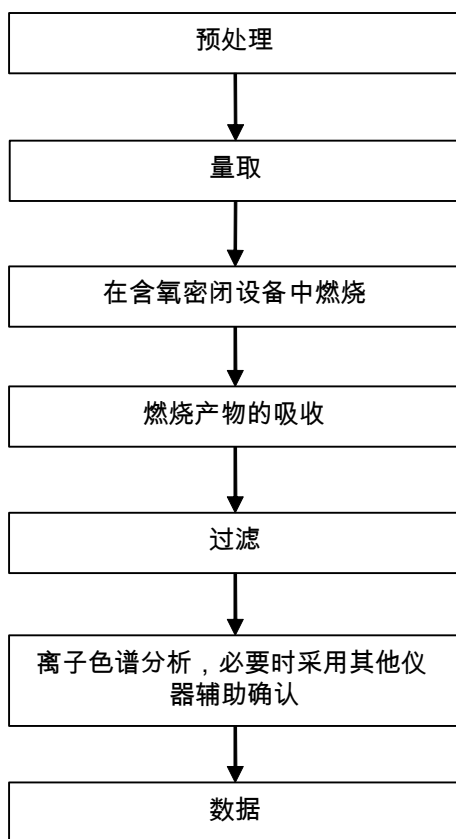 预处理
量取
在含氧密闭设备中燃烧
燃烧产物的吸收
过滤
离子色谱分析，必要时采用其他仪
器辅助确认
数据